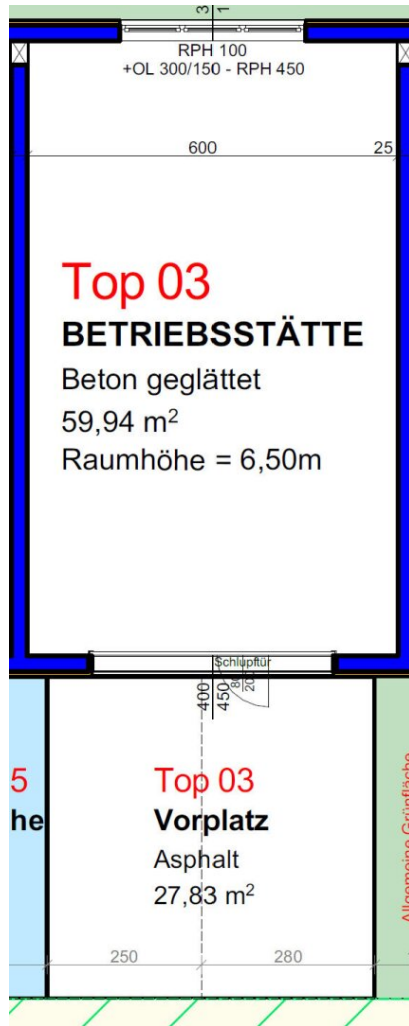 3
1
RPH 100
+OL 300/150 - RPH 450
600
25
Top 03
BETRIEBSSTÄTTE
Beton geglättet
59,94 m²
Raumhöhe = 6,50m
Schlupftür
400
450
80
20
5
he
Top 03
Vorplatz
Asphalt
27,83 m²
Allgemeine Grünfläche
250
280